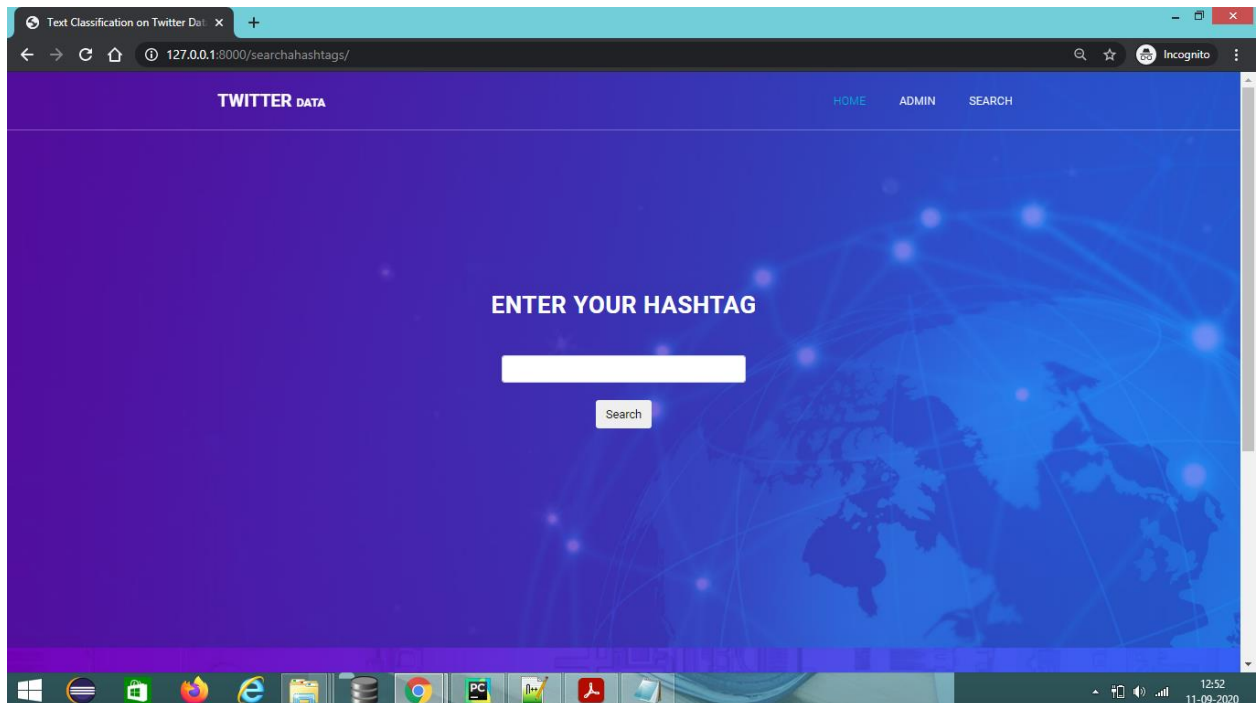 Text Classification on Twitter Dat
127.0.0.1:8000/searchahashtags/
Incognito
TWITTER DATA
HOME ADMIN SEARCH
ENTER YOUR HASHTAG
Search
PC
n++
12:52
11-09-2020